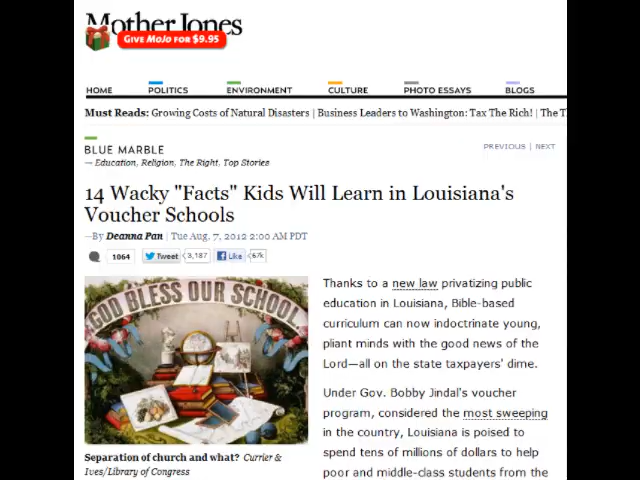 Mother Jones
GIVE MOJO FOR $9.95
HOME POLITICS ENVIRONMENT CULTURE PHOTO ESSAYS BLOGS
Must Reads: Growing Costs of Natural Disasters | Business Leaders to Washington: Tax The Rich! | The T
BLUE MARBLE
PREVIOUS | NEXT
— Education, Religion, The Right, Top Stories
14 Wacky "Facts" Kids Will Learn in Louisiana's
Voucher Schools
—By Deanna Pan | Tue Aug. 7, 2012 2:00 AM PDT
1064 Tweet 3,187 Like 67k
GOD BLESS OUR SCHOOL
Separation of church and what? Currier &
Ives/Library of Congress
Thanks to a new law privatizing public
education in Louisiana, Bible-based
curriculum can now indoctrinate young,
pliant minds with the good news of the
Lord—all on the state taxpayers' dime.
Under Gov. Bobby Jindal's voucher
program, considered the most sweeping
in the country, Louisiana is poised to
spend tens of millions of dollars to help
poor and middle-class students from the